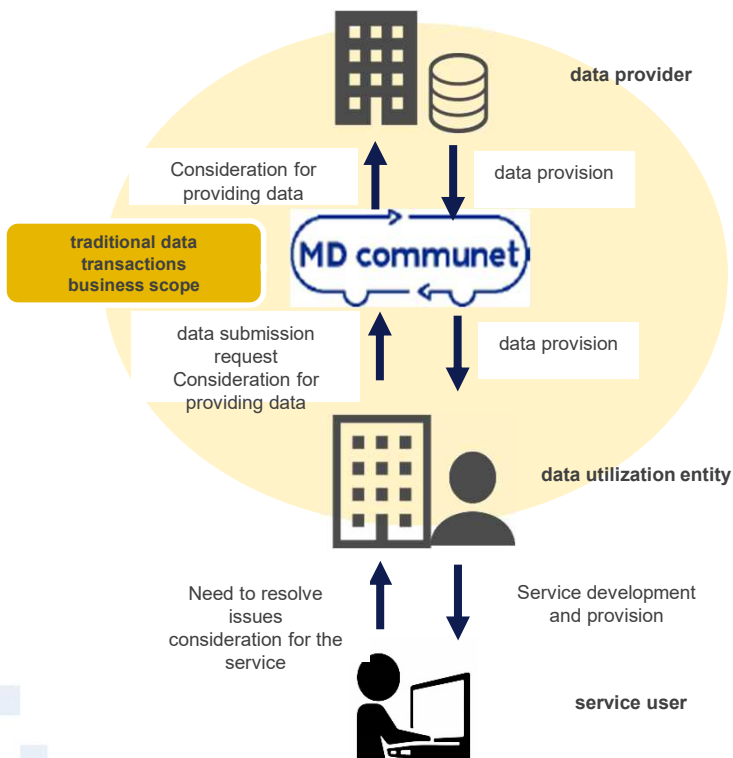 data provider
Consideration for
providing data
data provision
traditional data
transactions
business scope
MD communet
data submission
request
Consideration for
providing data
data provision
data utilization entity
Need to resolve
issues
consideration for the
service
Service development
and provision
service user